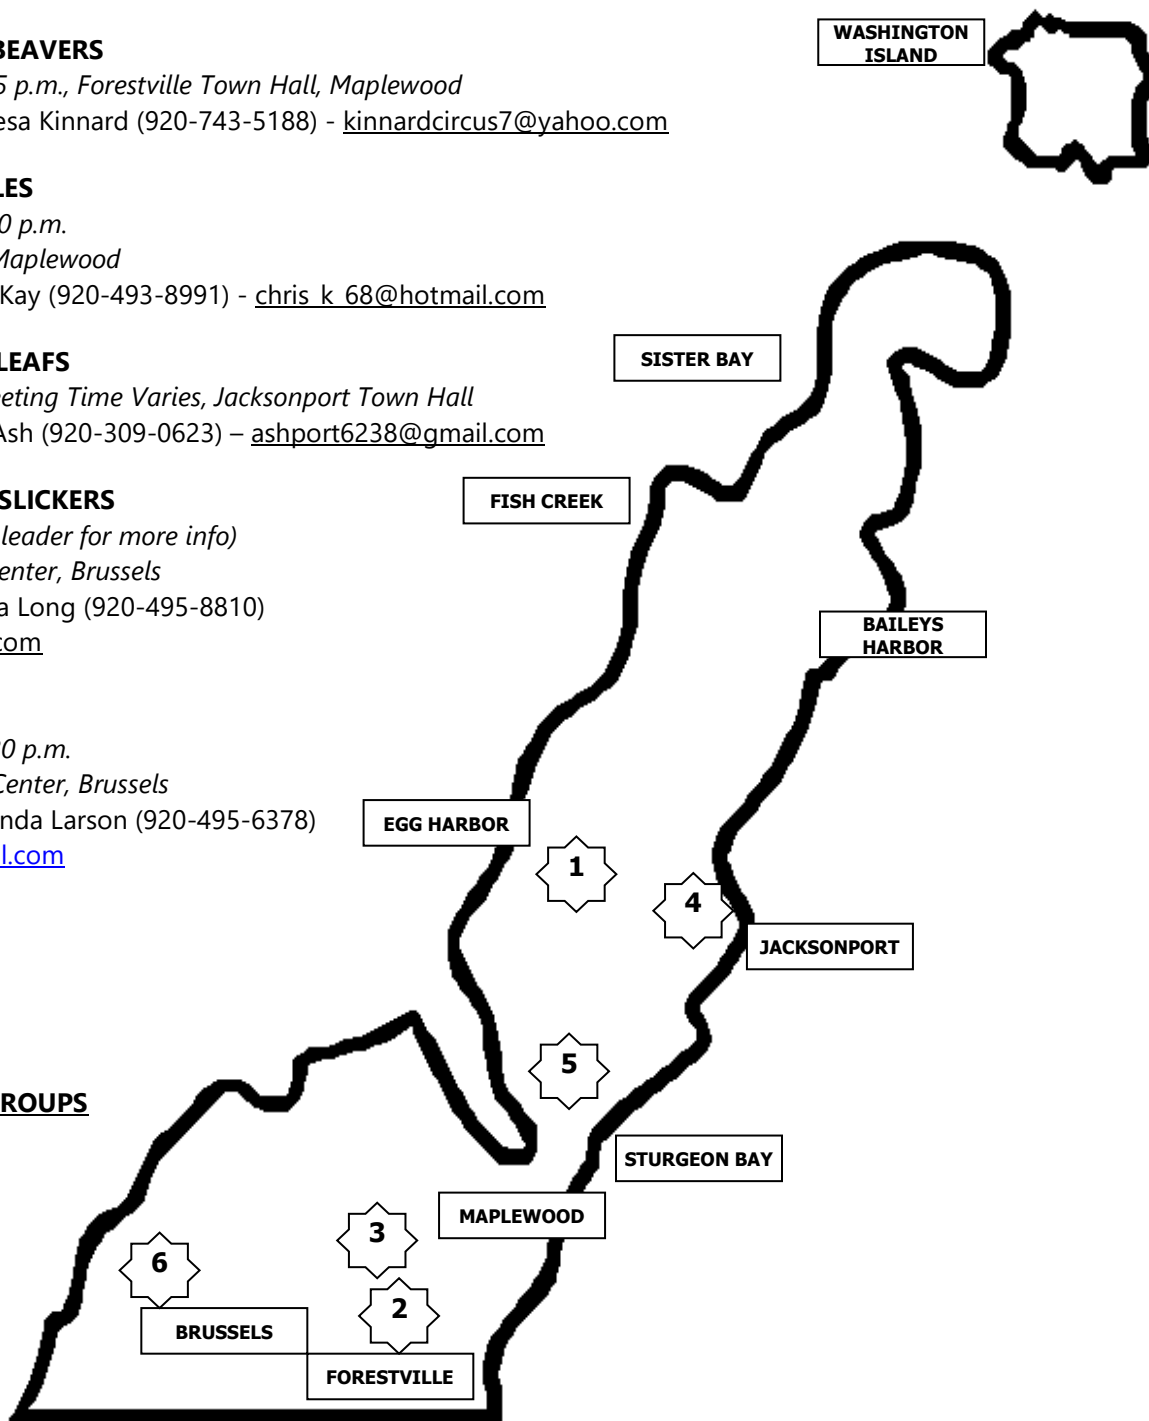 BEAVERS
5 p.m., Forestville Town Hall, Maplewood
esa Kinnard (920-743-5188) - kinnardcircus7@yahoo.com
LES
0 p.m.
Maplewood
Kay (920-493-8991) - chris_k_68@hotmail.com
LEAFS
eeting Time Varies, Jacksonport Town Hall
Ash (920-309-0623) – ashport6238@gmail.com
SLICKERS
leader for more info)
enter, Brussels
a Long (920-495-8810)
com
0 p.m.
Center, Brussels
nda Larson (920-495-6378)
l.com
ROUPS
WASHINGTON
ISLAND
SISTER BAY
FISH CREEK
BAILEYS
HARBOR
EGG HARBOR
1
4
JACKSONPORT
5
STURGEON BAY
MAPLEWOOD
3
6
2
BRUSSELS
FORESTVILLE